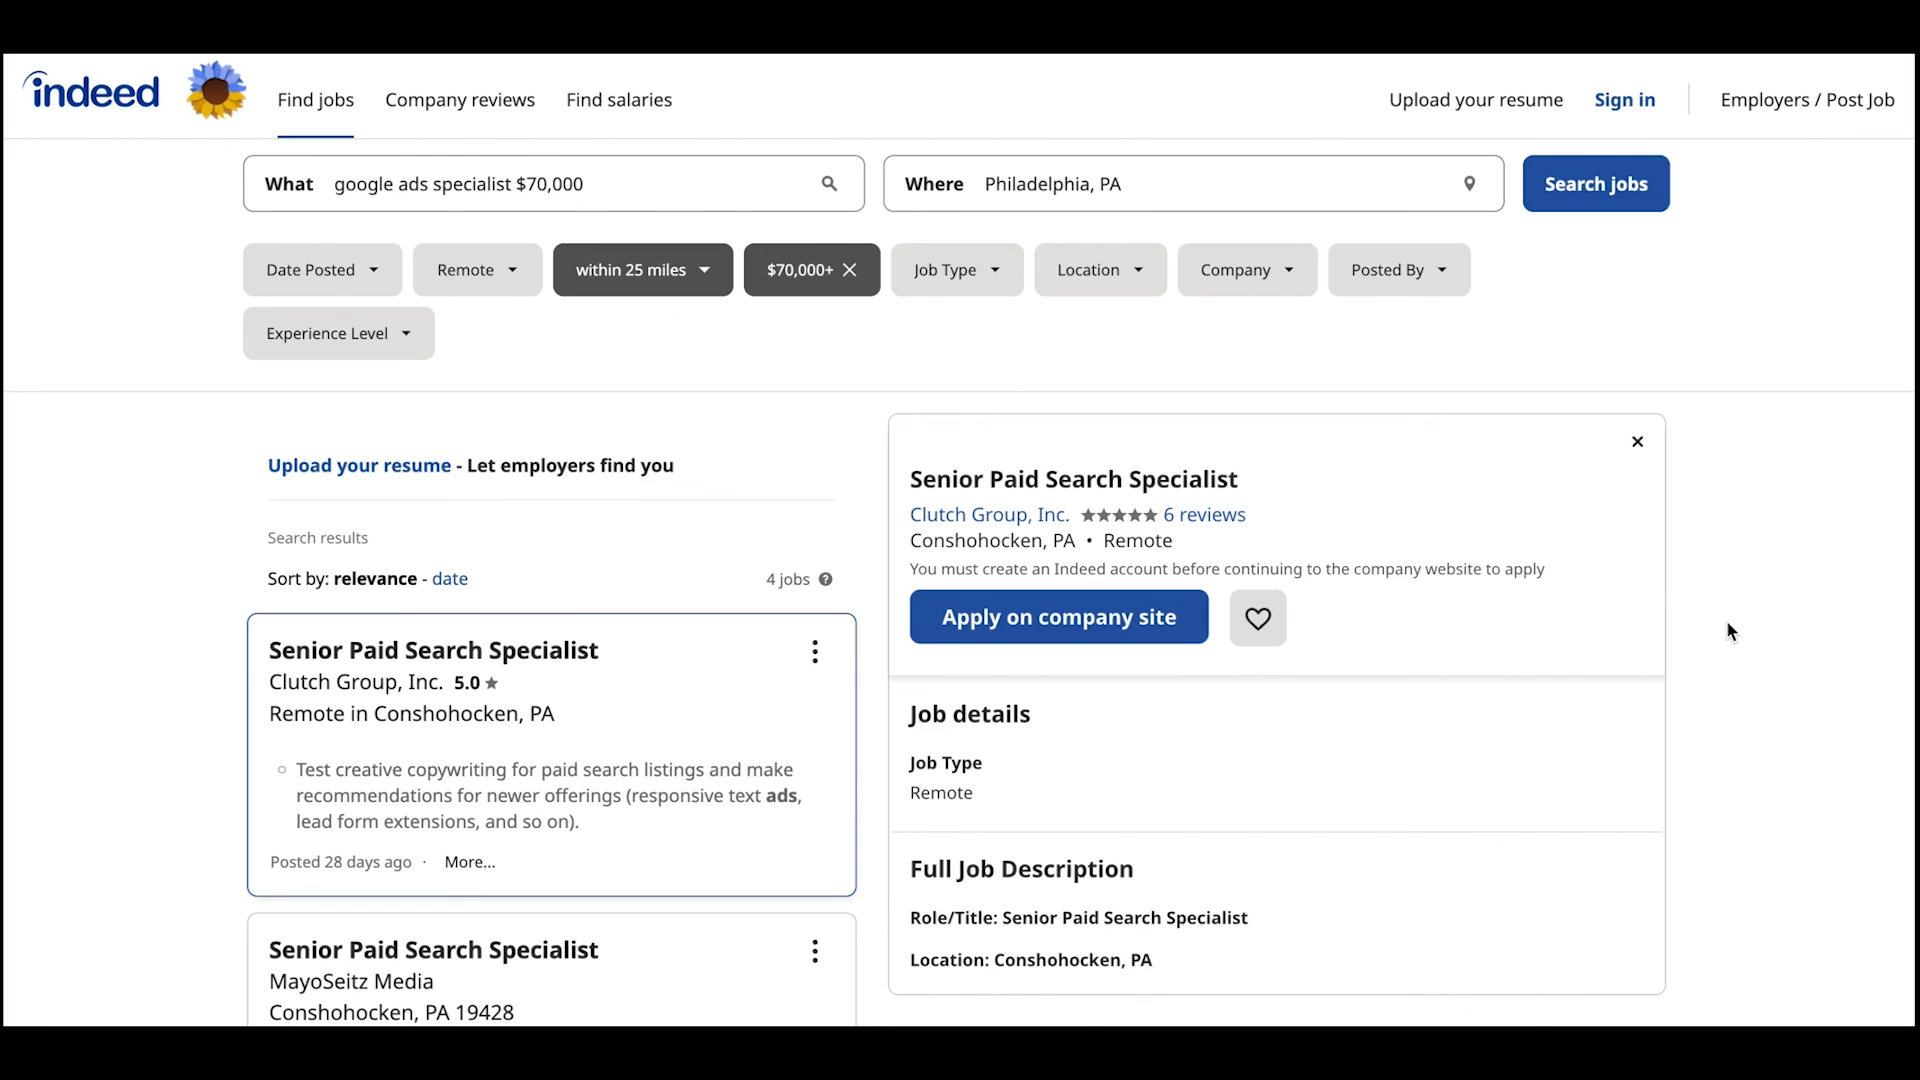 indeed
Find jobs
Company reviews
Find salaries
Upload your resume
Sign in
Employers / Post Job
What google ads specialist $70,000
Where Philadelphia, PA
Search jobs
Date Posted
Remote
within 25 miles
$70,000+
Job Type
Location
Company
Posted By
Experience Level
Upload your resume - Let employers find you
Search results
Sort by: relevance - date
4 jobs
Senior Paid Search Specialist
Clutch Group, Inc. 5.0
Remote in Conshohocken, PA
Test creative copywriting for paid search listings and make
recommendations for newer offerings (responsive text ads,
lead form extensions, and so on).
Posted 28 days ago · More...
Senior Paid Search Specialist
MayoSeitz Media
Conshohocken, PA 19428
Senior Paid Search Specialist
Clutch Group, Inc. ★★★★★ 6 reviews
Conshohocken, PA • Remote
You must create an Indeed account before continuing to the company website to apply
Apply on company site
Job details
Job Type
Remote
Full Job Description
Role/Title: Senior Paid Search Specialist
Location: Conshohocken, PA